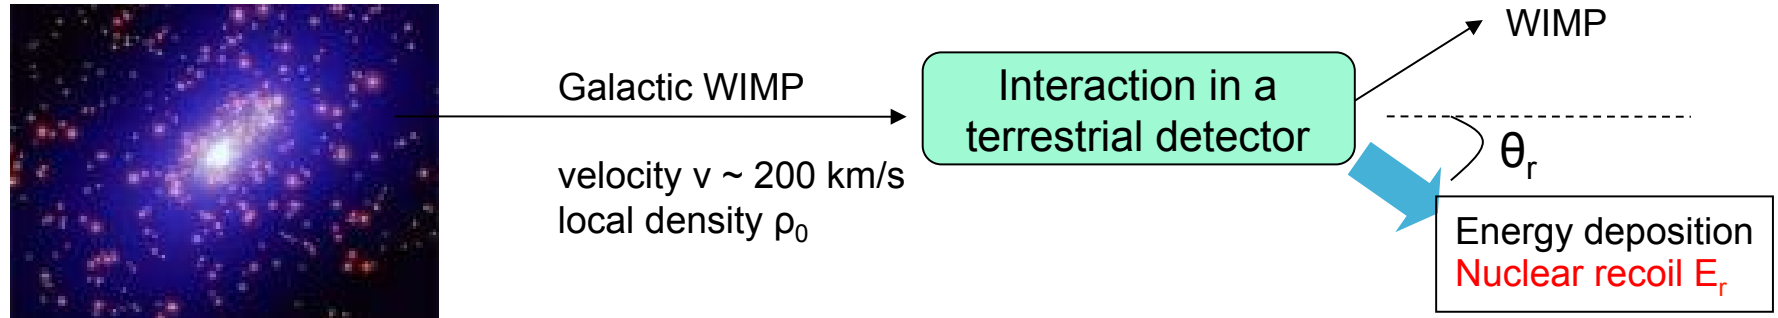 WIMP
Galactic WIMP
Interaction in a
terrestrial detector
velocity v ~ 200 km/s
local density ρ₀
θᵣ
Energy deposition
Nuclear recoil Eᵣ